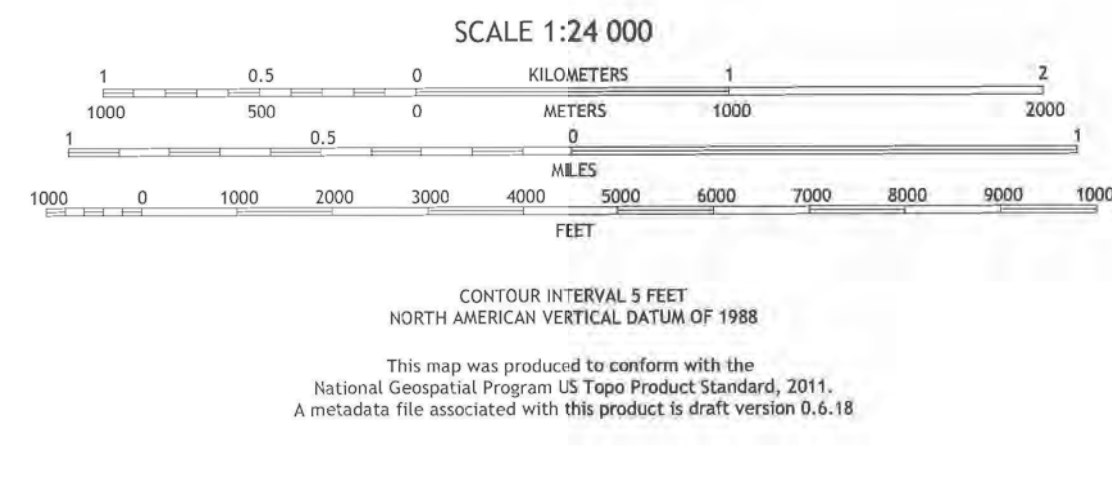 SCALE 1:24 000
1 0.5 0 KILOMETERS 1 2
1000 500 0 METERS 1000 2000
1 0.5 0 1
MILES
1000 0 1000 2000 3000 4000 5000 6000 7000 8000 9000 1000
FEET
CONTOUR INTERVAL 5 FEET
NORTH AMERICAN VERTICAL DATUM OF 1988
This map was produced to conform with the
National Geospatial Program US Topo Product Standard, 2011.
A metadata file associated with this product is draft version 0.6.18